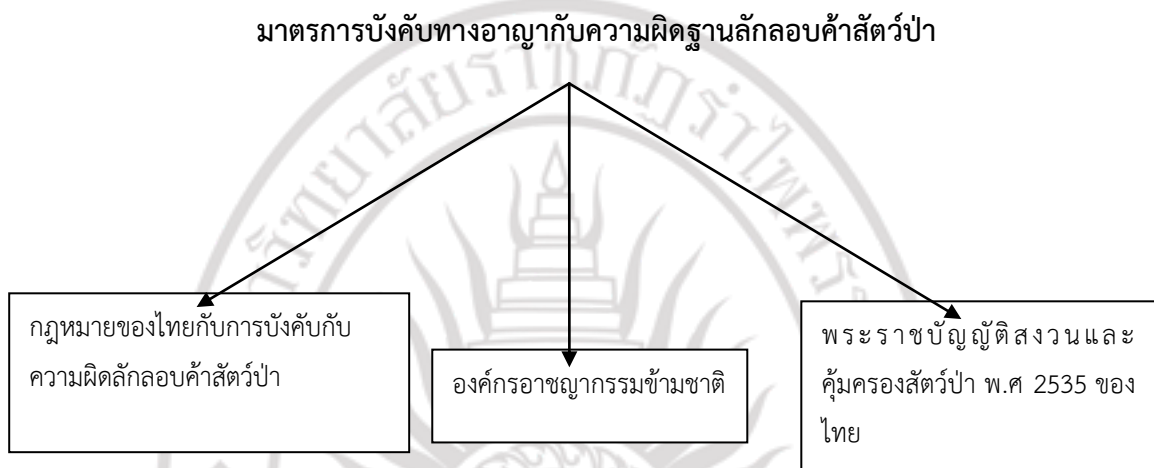 มาตรการบังคับทางอาญากับความผิดฐานลักลอบค้าสัตว์ป่า
กฎหมายของไทยกับการบังคับกับ
ความผิดลักลอบค้าสัตว์ป่า
องค์กรอาชญากรรมข้ามชาติ
พระราชบัญญัติสงวนและ
คุ้มครองสัตว์ป่า พ.ศ 2535 ของ
ไทย